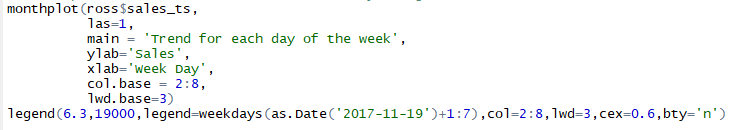 monthplot(ross$sales_ts,
          las=1,
          main = 'Trend for each day of the week',
          ylab='Sales',
          xlab='Week Day',
          col.base = 2:8,
          lwd.base=3)
legend(6.3,19000,legend=weekdays(as.Date('2017-11-19')+1:7),col=2:8,lwd=3,cex=0.6,bty='n')